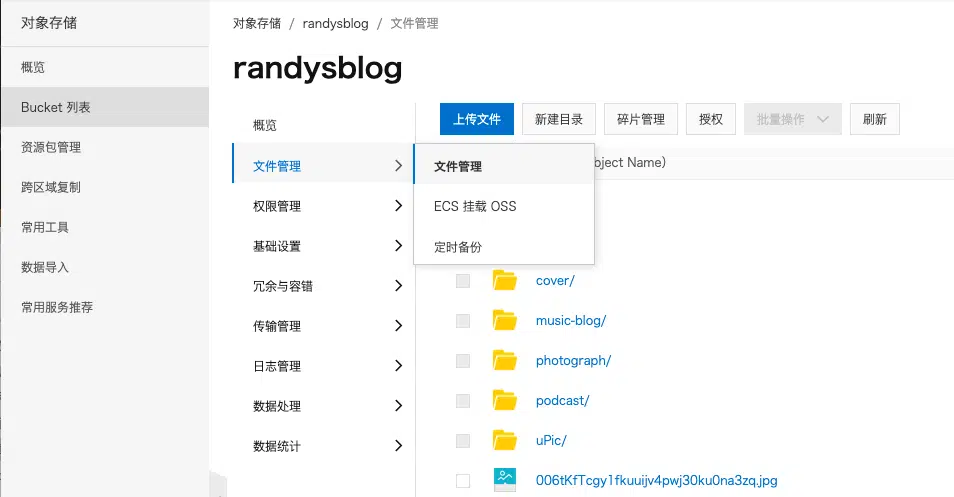 对象存储
概览
Bucket 列表
资源包管理
跨区域复制
常用工具
数据导入
常用服务推荐
对象存储 / randysblog / 文件管理
randysblog
概览
文件管理
权限管理
基础设置
冗余与容错
传输管理
日志管理
数据处理
数据统计
上传文件 新建目录 碎片管理 授权 批量操作 刷新
文件管理
ECS 挂载 OSS
定时备份
bject Name)
cover/
music-blog/
photograph/
podcast/
uPic/
006tKfTcgy1fkuuijv4pwj30ku0na3zq.jpg